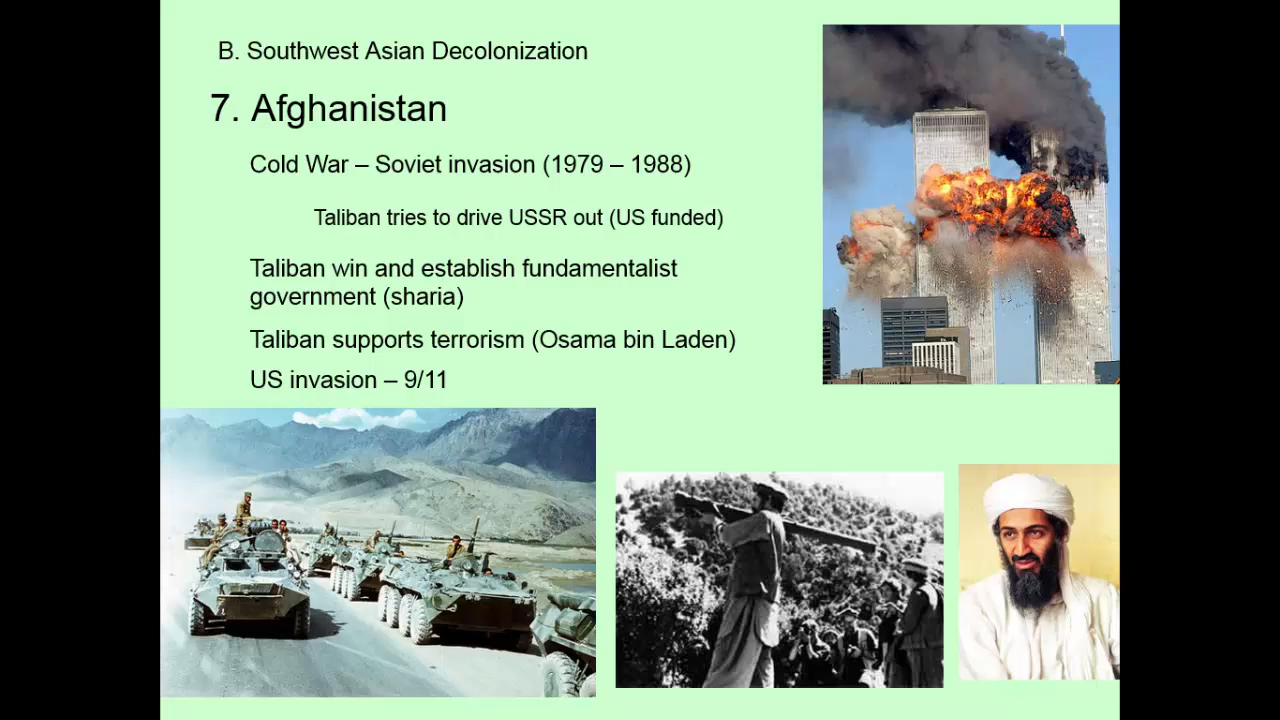 B. Southwest Asian Decolonization
7. Afghanistan
Cold War – Soviet invasion (1979 – 1988)
Taliban tries to drive USSR out (US funded)
Taliban win and establish fundamentalist
government (sharia)
Taliban supports terrorism (Osama bin Laden)
US invasion – 9/11